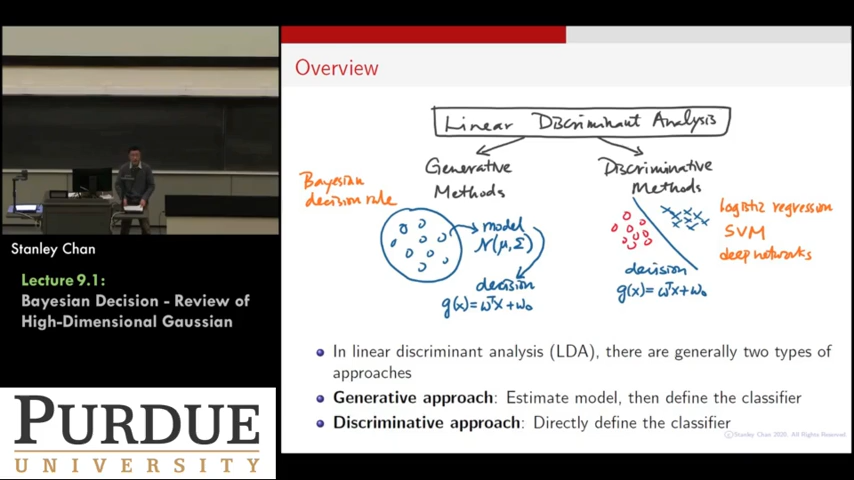 Overview
Linear Discriminant Analysis
Generative
Methods
Discriminative
Methods
Bayesian
decision rule
model
N(μ, Σ)
decision
g(x) = wᵀx + w₀
logistic regression
SVM
deep networks
decision
g(x) = wᵀx + w₀
In linear discriminant analysis (LDA), there are generally two types of
approaches
Generative approach: Estimate model, then define the classifier
Discriminative approach: Directly define the classifier
©Stanley Chan 2020. All Rights Reserved.
Stanley Chan
Lecture 9.1:
Bayesian Decision - Review of
High-Dimensional Gaussian
PURDUE
UNIVERSITY